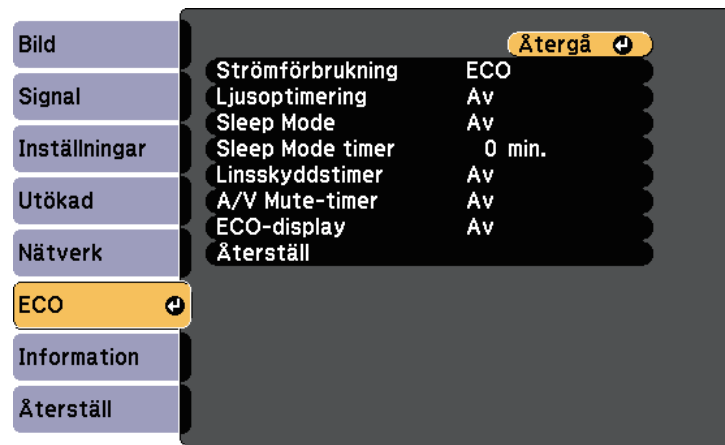 Bild
Signal
Inställningar
Utökad
Nätverk
ECO
Information
Återställ
Återgå
Strömförbrukning ECO
Ljusoptimering Av
Sleep Mode Av
Sleep Mode timer 0 min.
Linsskyddstimer Av
A/V Mute-timer Av
ECO-display Av
Återställ